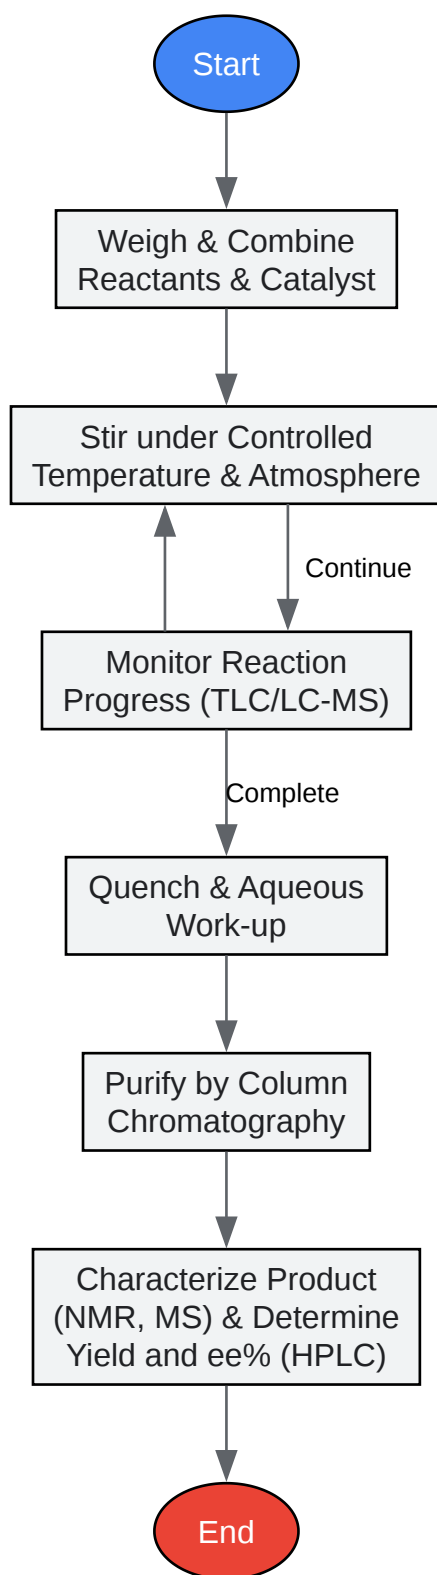 Start
Weigh & Combine
Reactants & Catalyst
Stir under Controlled
Temperature & Atmosphere
Continue
Monitor Reaction
Progress (TLC/LC-MS)
Complete
Quench & Aqueous
Work-up
Purify by Column
Chromatography
Characterize Product
(NMR, MS) & Determine
Yield and ee% (HPLC)
End